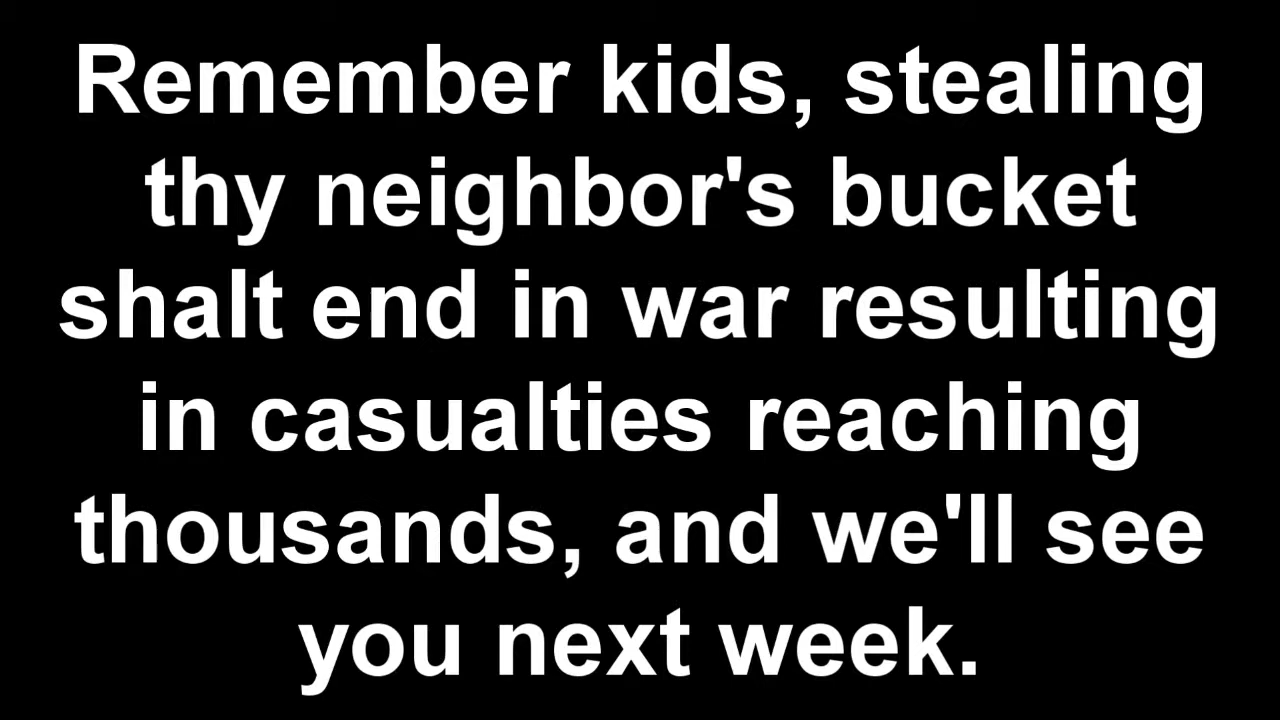 Remember kids, stealing
thy neighbor's bucket
shalt end in war resulting
in casualties reaching
thousands, and we'll see
you next week.